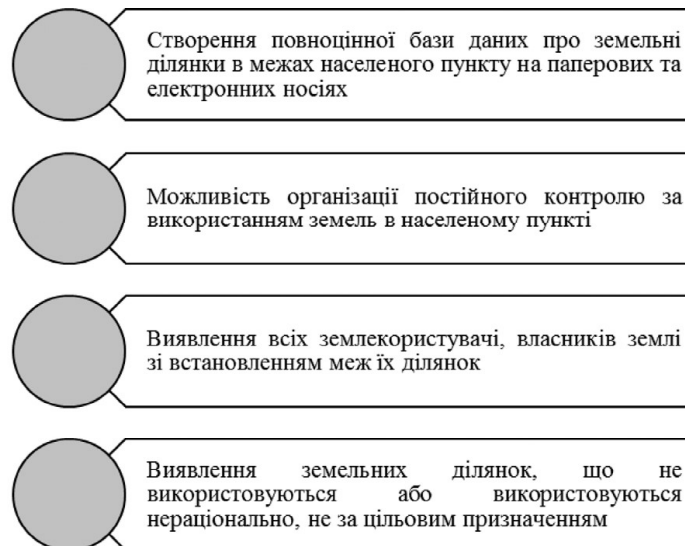 Створення повноцінної бази даних про земельні
ділянки в межах населеного пункту на паперових та
електронних носіях
Можливість організації постійного контролю за
використанням земель в населеному пункті
Виявлення всіх землекористувачі, власників землі
зі встановленням меж їх ділянок
Виявлення земельних ділянок, що не
використовуються або використовуються
нераціонально, не за цільовим призначенням